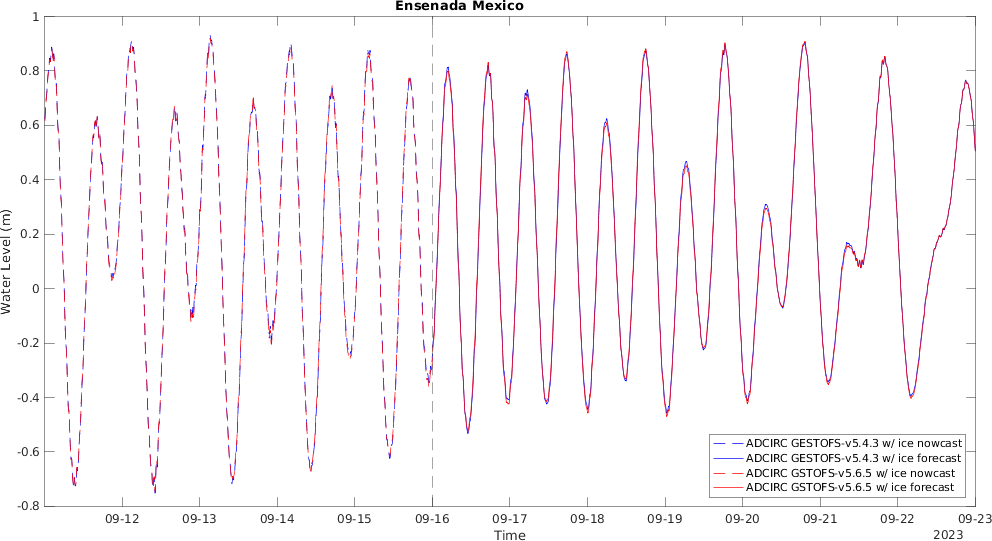 Ensenada Mexico
Water Level (m)
1
0.8
0.6
0.4
0.2
0
-0.2
-0.4
-0.6
-0.8
ADCIRC GESTOFS-v5.4.3 w/ ice nowcast
ADCIRC GESTOFS-v5.4.3 w/ ice forecast
ADCIRC GSTOFS-v5.6.5 w/ ice nowcast
ADCIRC GSTOFS-v5.6.5 w/ ice forecast
09-12 09-13 09-14 09-15 09-16 09-17 09-18 09-19 09-20 09-21 09-22 09-23
Time
2023